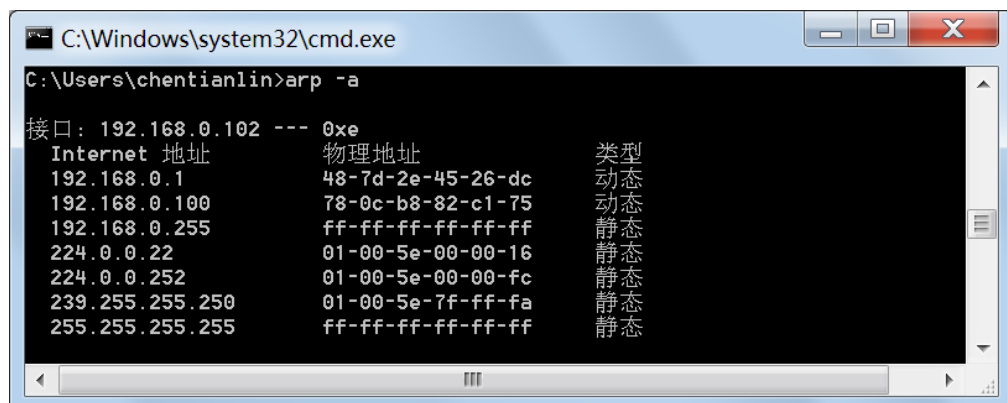 C:\Windows\system32\cmd.exe
C:\Users\chentianlin>arp -a
接口: 192.168.0.102 --- 0xe
Internet 地址 物理地址 类型
192.168.0.1 48-7d-2e-45-26-dc 动态
192.168.0.100 78-0c-b8-82-c1-75 动态
192.168.0.255 ff-ff-ff-ff-ff-ff 静态
224.0.0.22 01-00-5e-00-00-16 静态
224.0.0.252 01-00-5e-00-00-fc 静态
239.255.255.250 01-00-5e-7f-ff-fa 静态
255.255.255.255 ff-ff-ff-ff-ff-ff 静态